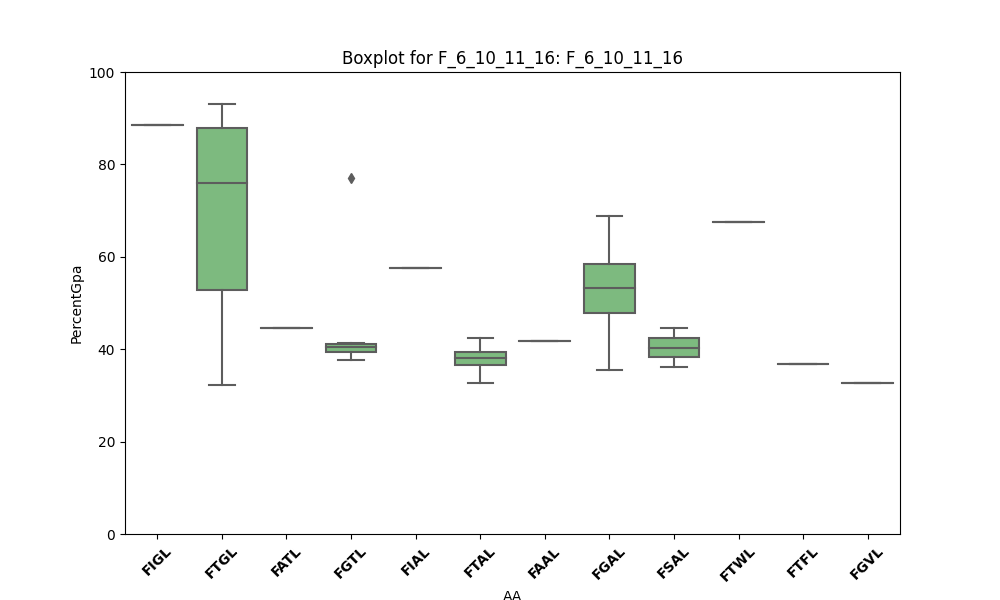 Boxplot for F_6_10_11_16: F_6_10_11_16
100
80
60
40
20
0
PercentGpa
FIGL
FTGL
FATL
FGTL
FIAL
FTAL
FAAL
FGAL
FSAL
FTWL
FTFL
FGVL
AA